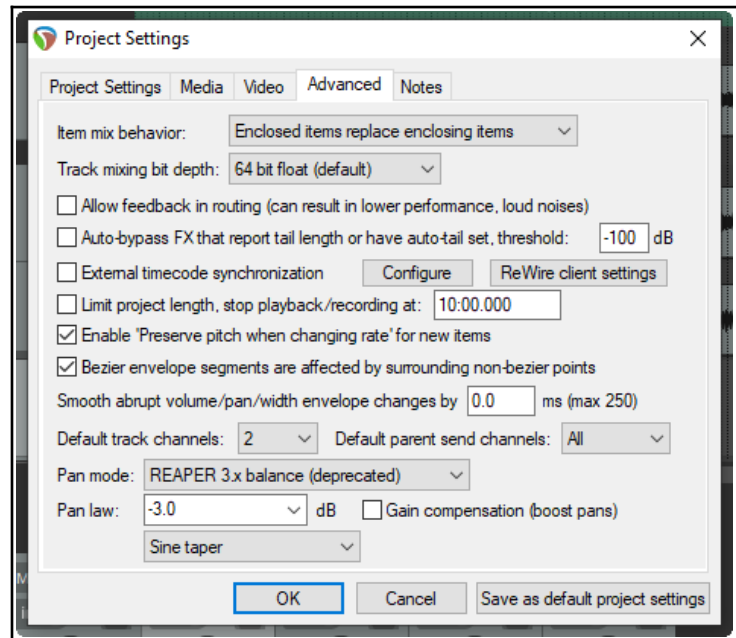 Project Settings
Project Settings Media Video Advanced Notes
Item mix behavior: Enclosed items replace enclosing items
Track mixing bit depth: 64 bit float (default)
Allow feedback in routing (can result in lower performance, loud noises)
Auto-bypass FX that report tail length or have auto-tail set, threshold: -100 dB
External timecode synchronization Configure ReWire client settings
Limit project length, stop playback/recording at: 10:00.000
Enable 'Preserve pitch when changing rate' for new items
Bezier envelope segments are affected by surrounding non-bezier points
Smooth abrupt volume/pan/width envelope changes by 0.0 ms (max 250)
Default track channels: 2 Default parent send channels: All
Pan mode: REAPER 3.x balance (deprecated)
Pan law: -3.0 dB Gain compensation (boost pans)
Sine taper
OK Cancel Save as default project settings